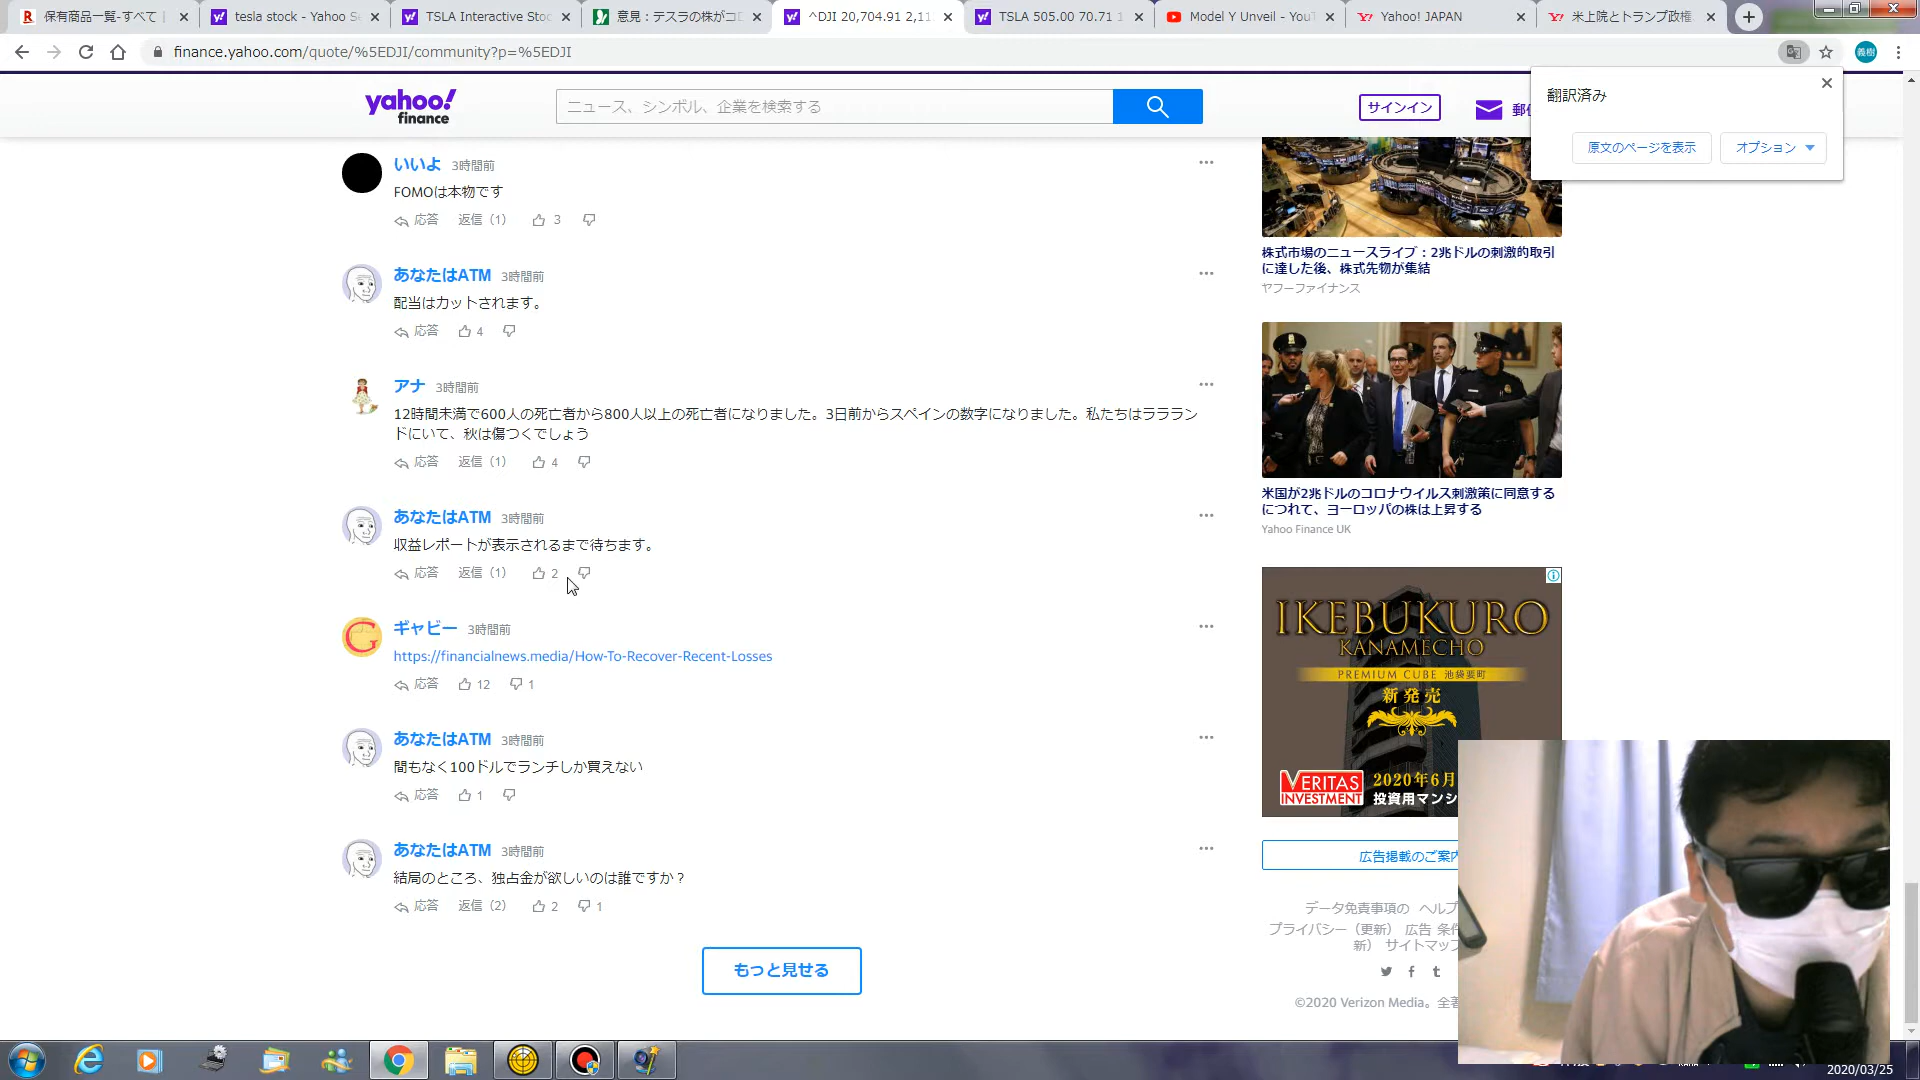 保有商品一覧-すべて
tesla stock - Yahoo S
TSLA Interactive Stoc
意見：テスラの株がコ
^DJI 20,704.91 2,11
TSLA 505.00 70.71 1
Model Y Unveil - YouT
Yahoo! JAPAN
米上院とトランプ政権
finance.yahoo.com/quote/%5EDJI/community?p=%5EDJI
義樹
翻訳済み
原文のページを表示
オプション
yahoo!
finance
ニュース、シンボル、企業を検索する
サインイン
郵
いいよ 3時間前
FOMOは本物です
応答 返信（1） 3
あなたはATM 3時間前
配当はカットされます。
応答 4
アナ 3時間前
12時間未満で600人の死亡者から800人以上の死亡者になりました。3日前からスペインの数字になりました。私たちはラララン
ドにいて、秋は傷つくでしょう
応答 返信（1） 4
あなたはATM 3時間前
収益レポートが表示されるまで待ちます。
応答 返信（1） 2
ギャビー 3時間前
https://financialnews.media/How-To-Recover-Recent-Losses
応答 12 1
あなたはATM 3時間前
間もなく100ドルでランチしか買えない
応答 1
あなたはATM 3時間前
結局のところ、独占金が欲しいのは誰ですか？
応答 返信（2） 2 1
もっと見せる
株式市場のニュースライブ：2兆ドルの刺激的取引
に達した後、株式先物が集結
ヤフーファイナンス
米国が2兆ドルのコロナウイルス刺激策に同意する
につれて、ヨーロッパの株は上昇する
Yahoo Finance UK
IKEBUKURO
KANAMECHO
PREMIUM CUBE 池袋要町
新発売
VERITAS
INVESTMENT
2020年6月
投資用マンシ
広告掲載のご案内
データ免責事項の ヘルプ
プライバシー（更新） 広告 条件
新） サイトマップ
©2020 Verizon Media。全著
2020/03/25